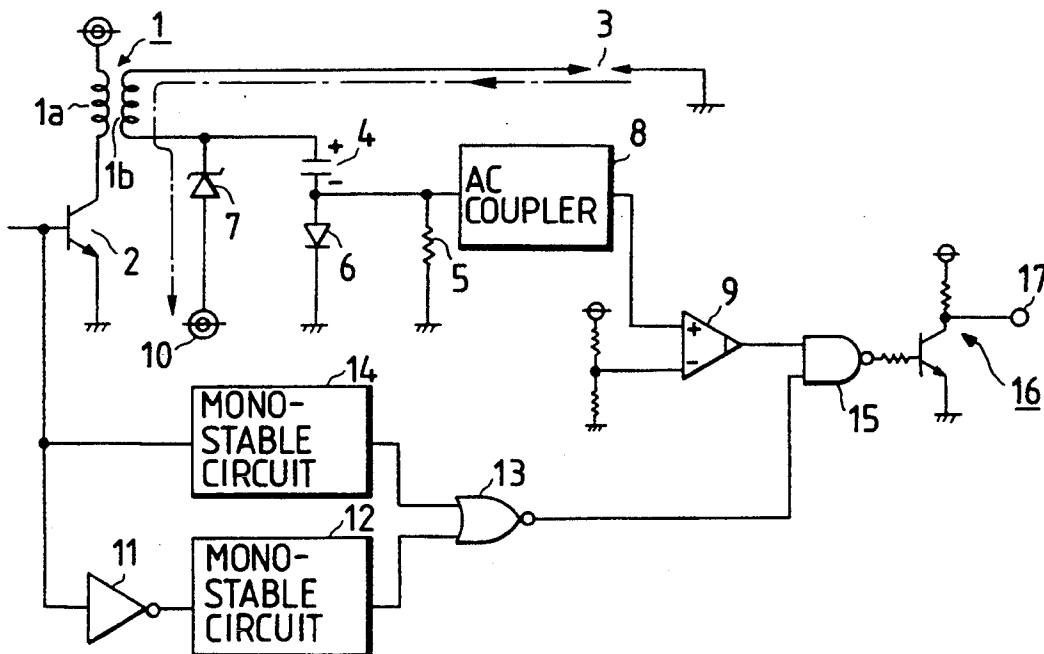 1
3
1a
1b
4
+
-
8
AC
COUPLER
2
7
6
5
10
9
+
-
17
16
15
14
MONO-
STABLE
CIRCUIT
13
12
MONO-
STABLE
CIRCUIT
11